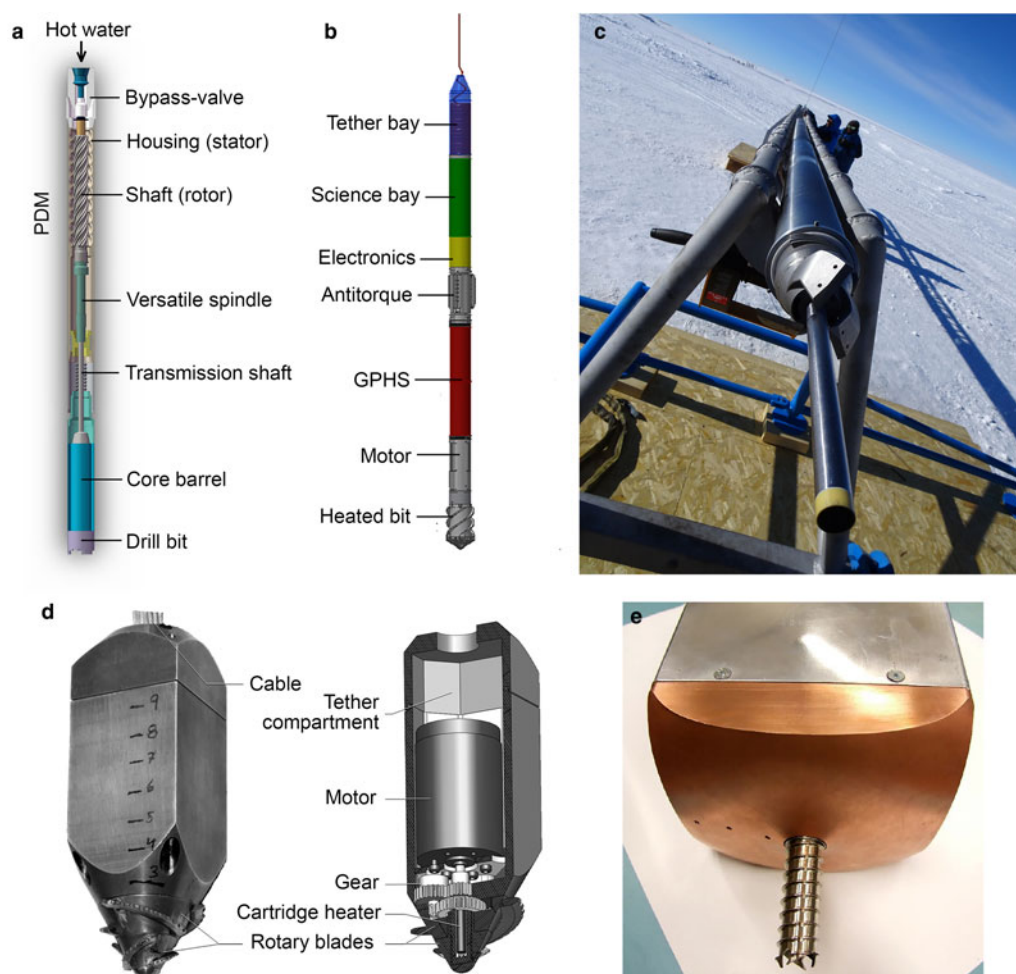 a
Hot water
Bypass-valve
Housing (stator)
Shaft (rotor)
PDM
Versatile spindle
Transmission shaft
Core barrel
Drill bit
b
Tether bay
Science bay
Electronics
Antitorque
GPHS
Motor
Heated bit
c
d
Cable
Tether
compartment
Motor
Gear
Cartridge heater
Rotary blades
9
8
7
6
5
4
3
e